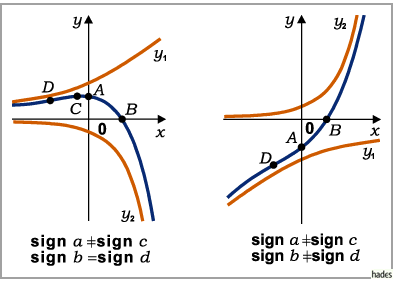 y
y
y₁
y₂
D
C
A
B
0
x
y₂
0
A
B
D
x
y₁
sign a ≠ sign c
sign b = sign d
sign a ≠ sign c
sign b ≠ sign d
hades